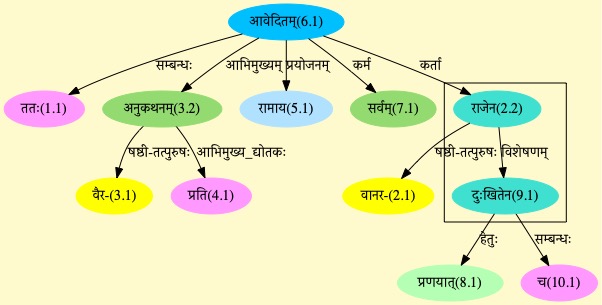 आवेदितम्(6.1)
सम्बन्धः आभिमुख्यम् प्रयोजनम् कर्म कर्ता
ततः(1.1) अनुकथनम्(3.2) रामाय(5.1) सर्वम्(7.1) राजेन(2.2)
षष्ठी-तत्पुरुषः आभिमुख्य_द्योतकः षष्ठी-तत्पुरुषः विशेषणम्
वैर-(3.1) प्रति(4.1) वानर-(2.1) दुःखितेन(9.1)
हेतुः सम्बन्धः
प्रणयात्(8.1) च(10.1)